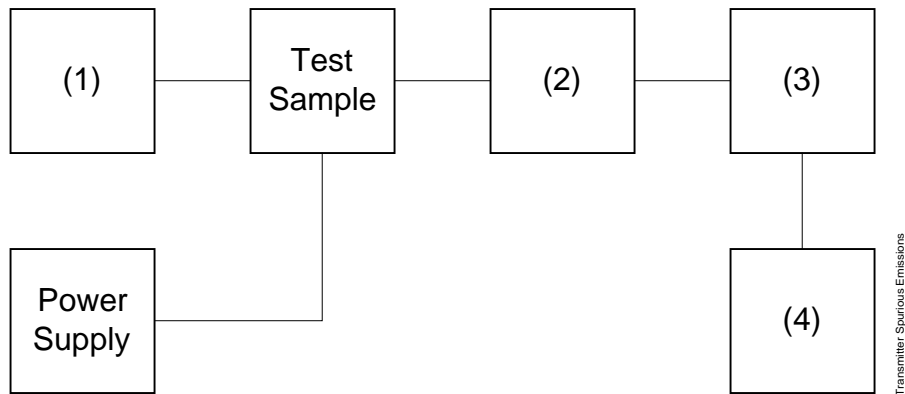 (1)
Test
Sample
(2)
(3)
Power
Supply
(4)
Transmitter Spurious Emissions